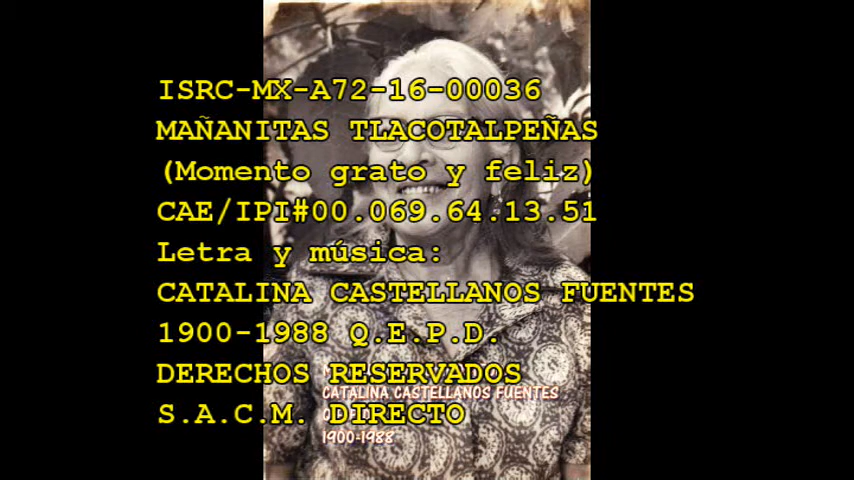 ISRC-MX-A72-16-00036
MAÑANITAS TLACOTALPEÑAS
(Momento grato y feliz)
CAE/IPI#00.069.64.13.51
Letra y música:
CATALINA CASTELLANOS FUENTES
1900-1988 Q.E.P.D.
DERECHOS RESERVADOS
CATALINA CASTELLANOS FUENTES
S.A.C.M. DIRECTO
1900-1988